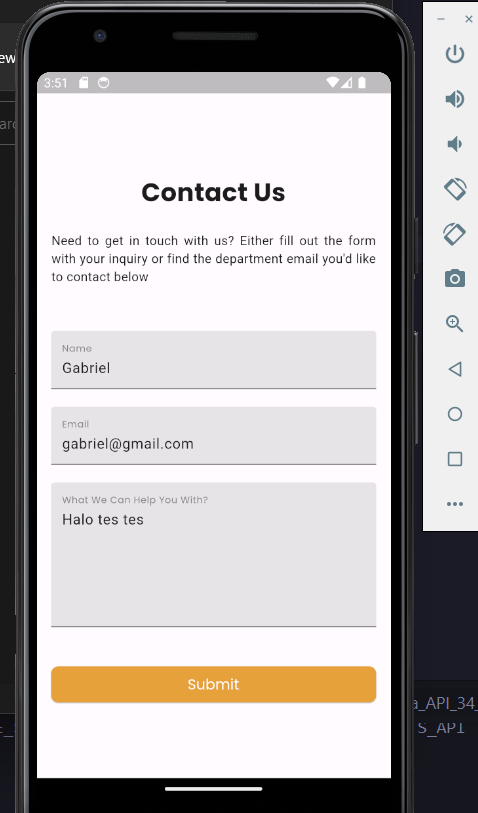 ew
3:51
arc
Contact Us
Need to get in touch with us? Either fill out the form
with your inquiry or find the department email you'd like
to contact below
Name
Gabriel
Email
gabriel@gmail.com
What We Can Help You With?
Halo tes tes
Submit
a_API_34_
S_API